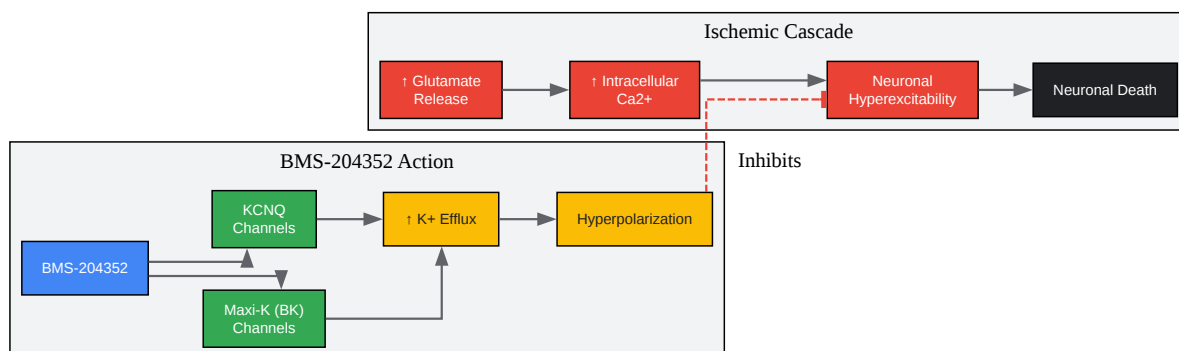 Ischemic Cascade
↑ Glutamate
Release
↑ Intracellular
Ca2+
Neuronal
Hyperexcitability
Neuronal Death
BMS-204352 Action
Inhibits
KCNQ
Channels
↑ K+ Efflux
Hyperpolarization
BMS-204352
Maxi-K (BK)
Channels